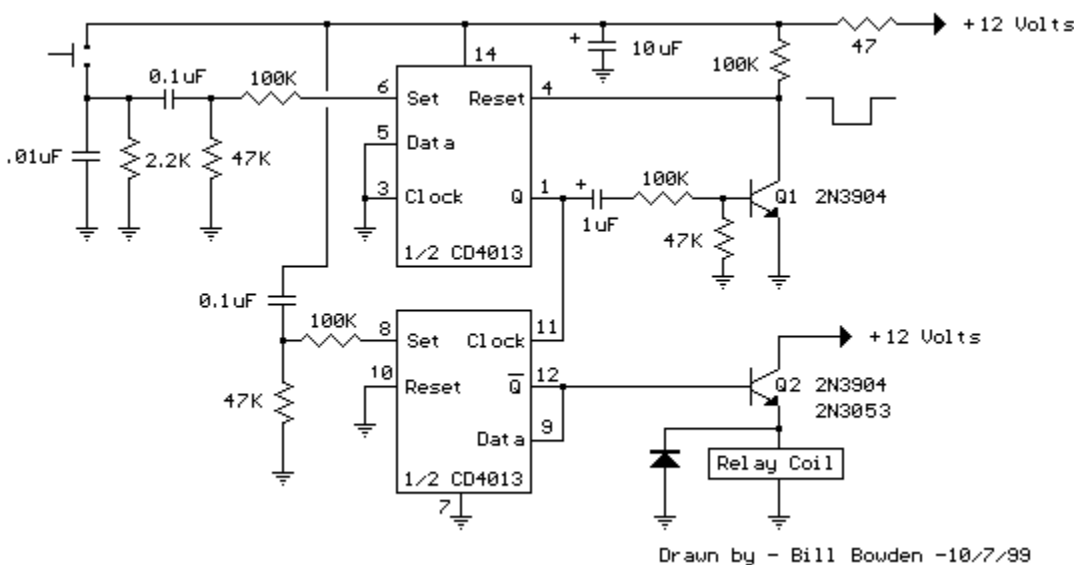 +12 Volts
47
10uF
+
100K
14
0.1uF
100K
6
Set
Reset
4
5
Data
.01uF
2.2K
47K
3
Clock
Q
1
+
1uF
100K
Q1 2N3904
47K
1/2 CD4013
0.1uF
100K
8
Set
Clock
11
+12 Volts
10
Reset
Q̅
12
Q2 2N3904
2N3053
47K
Data
9
Relay Coil
1/2 CD4013
7
Drawn by - Bill Bowden -10/7/99